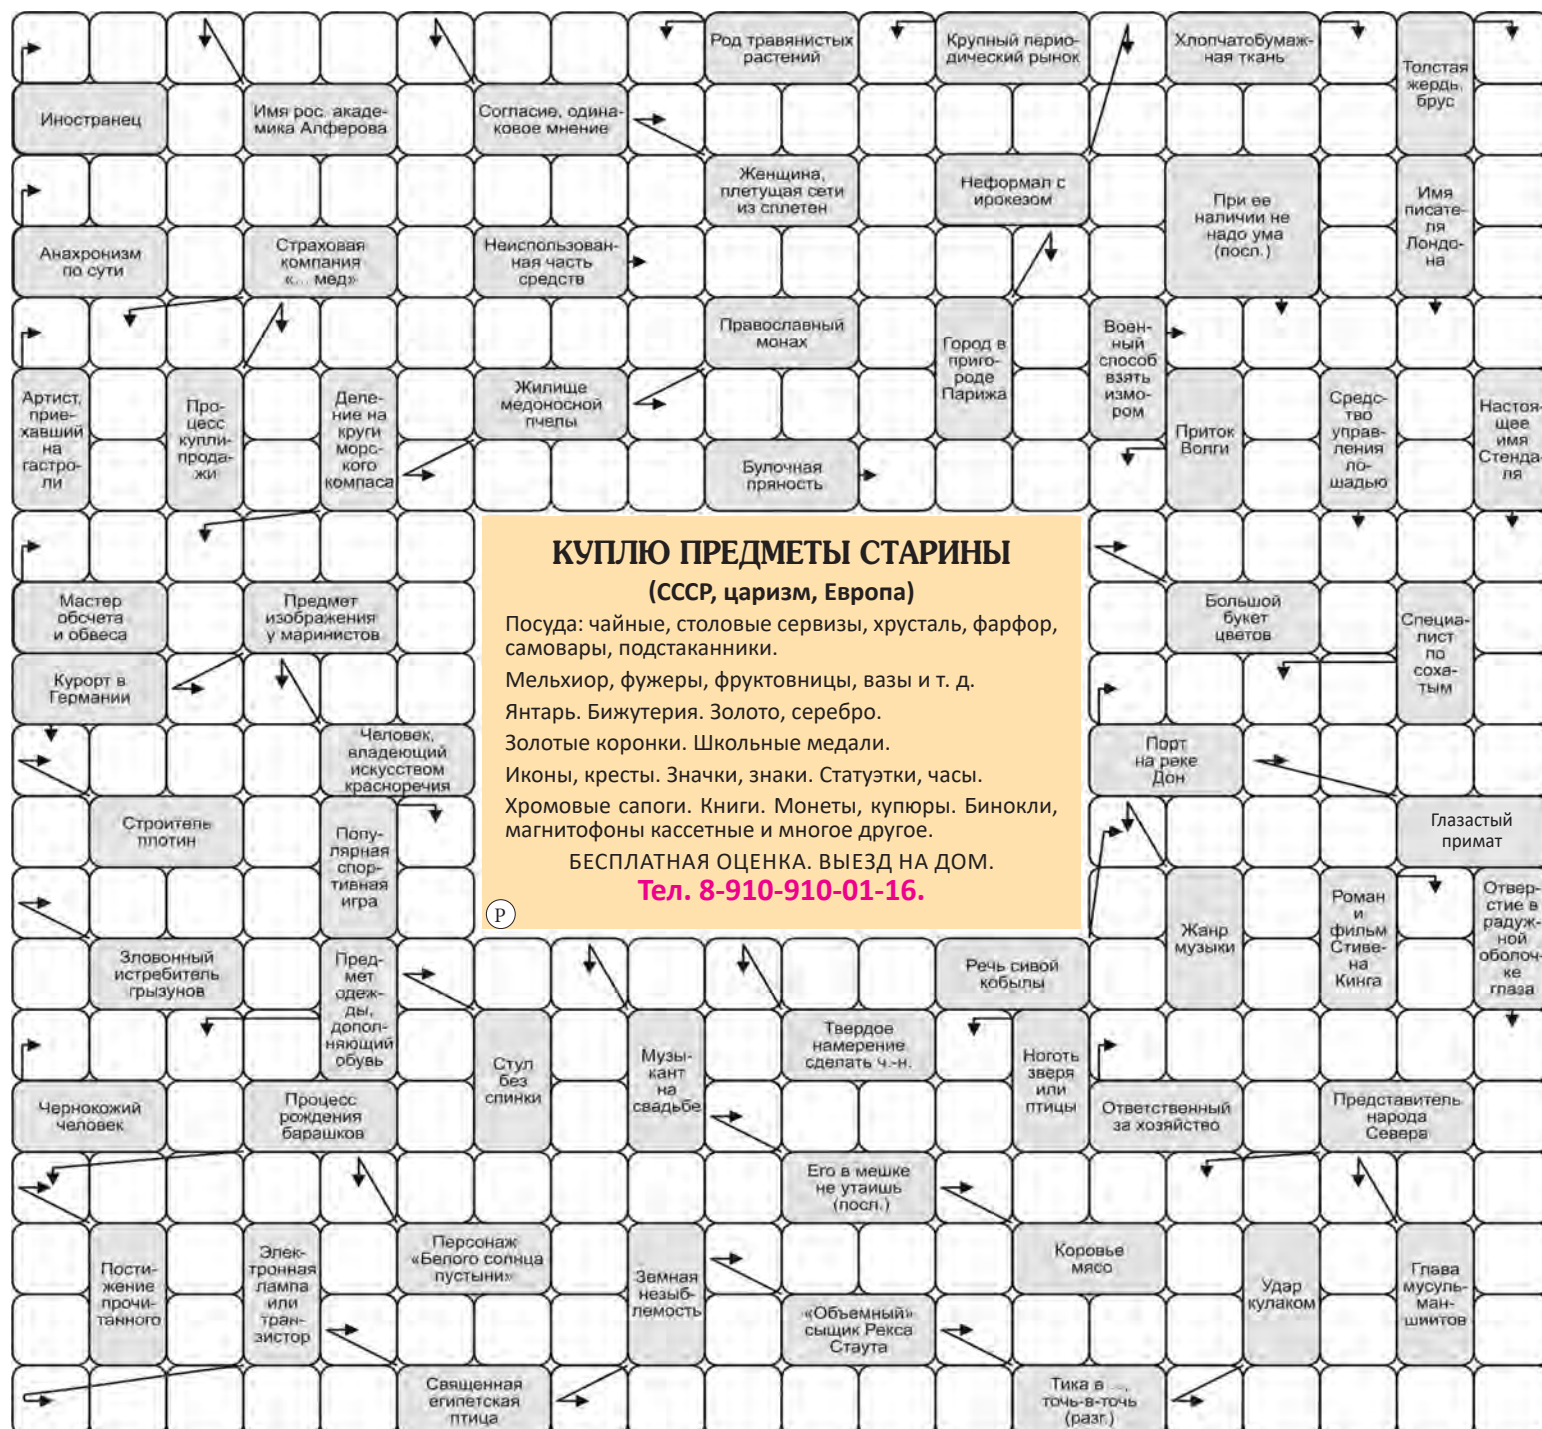 Род травянистых
растений
Крупный перио-
дический рынок
Хлопчатобумаж-
ная ткань
Толстая
жердь,
брус
Иностранец
Имя рос. акаде-
мика Алферова
Согласие, одина-
ковое мнение
Женщина,
плетущая сети
из сплетен
Неформал с
ирокезом
При ее
наличии не
надо ума
(посл.)
Имя
писате-
ля
Лондо-
на
Анахронизм
по сути
Страховая
компания
«... мед»
Неиспользован-
ная часть
средств
Православный
монах
Город в
приго-
роде
Парижа
Воен-
ный
способ
взять
измо-
ром
Артист,
прие-
хавший
на
гастро-
ли
Про-
цесс
купли-
прода-
жи
Деле-
ние на
круги
морс-
кого
компаса
Жилище
медоносной
пчелы
Приток
Волги
Средс-
тво
управ-
ления
ло-
шадью
Настоя-
щее
имя
Стенда-
ля
Булочная
пряность
КУПЛЮ ПРЕДМЕТЫ СТАРИНЫ
(СССР, царизм, Европа)
Посуда: чайные, столовые сервизы, хрусталь, фарфор,
самовары, подстаканники.
Мельхиор, фужеры, фруктовницы, вазы и т. д.
Янтарь. Бижутерия. Золото, серебро.
Золотые коронки. Школьные медали.
Иконы, кресты. Значки, знаки. Статуэтки, часы.
Хромовые сапоги. Книги. Монеты, купюры. Бинокли,
магнитофоны кассетные и многое другое.
БЕСПЛАТНАЯ ОЦЕНКА. ВЫЕЗД НА ДОМ.
Тел. 8-910-910-01-16.
Р
Мастер
обсчета
и обвеса
Предмет
изображения
у маринистов
Большой
букет
цветов
Специа-
лист
по
соха-
тым
Курорт в
Германии
Человек,
владеющий
искусством
красноречия
Порт
на реке
Дон
Строитель
плотин
Попу-
лярная
спор-
тивная
игра
Глазастый
примат
Жанр
музыки
Роман
и
фильм
Стиве-
на
Кинга
Отвер-
стие в
радуж-
ной
оболоч-
ке
глаза
Зловонный
истребитель
грызунов
Пред-
мет
одеж-
ды,
допол-
няющий
обувь
Речь сивой
кобылы
Стул
без
спинки
Музы-
кант
на
свадьбе
Твердое
намерение
сделать ч.-н.
Ноготь
зверя
или
птицы
Чернокожий
человек
Процесс
рождения
барашков
Ответственный
за хозяйство
Представитель
народа
Севера
Его в мешке
не утаишь
(посл.)
Пости-
жение
прочи-
танного
Элек-
тронная
лампа
или
тран-
зистор
Персонаж
«Белого солнца
пустыни»
Земная
незыб-
лемость
Коровье
мясо
Удар
кулаком
Глава
мусуль-
ман-
шиитов
«Объемный»
сыщик Рекса
Стаута
Священная
египетская
птица
Тика в ...,
точь-в-точь
(разг.)